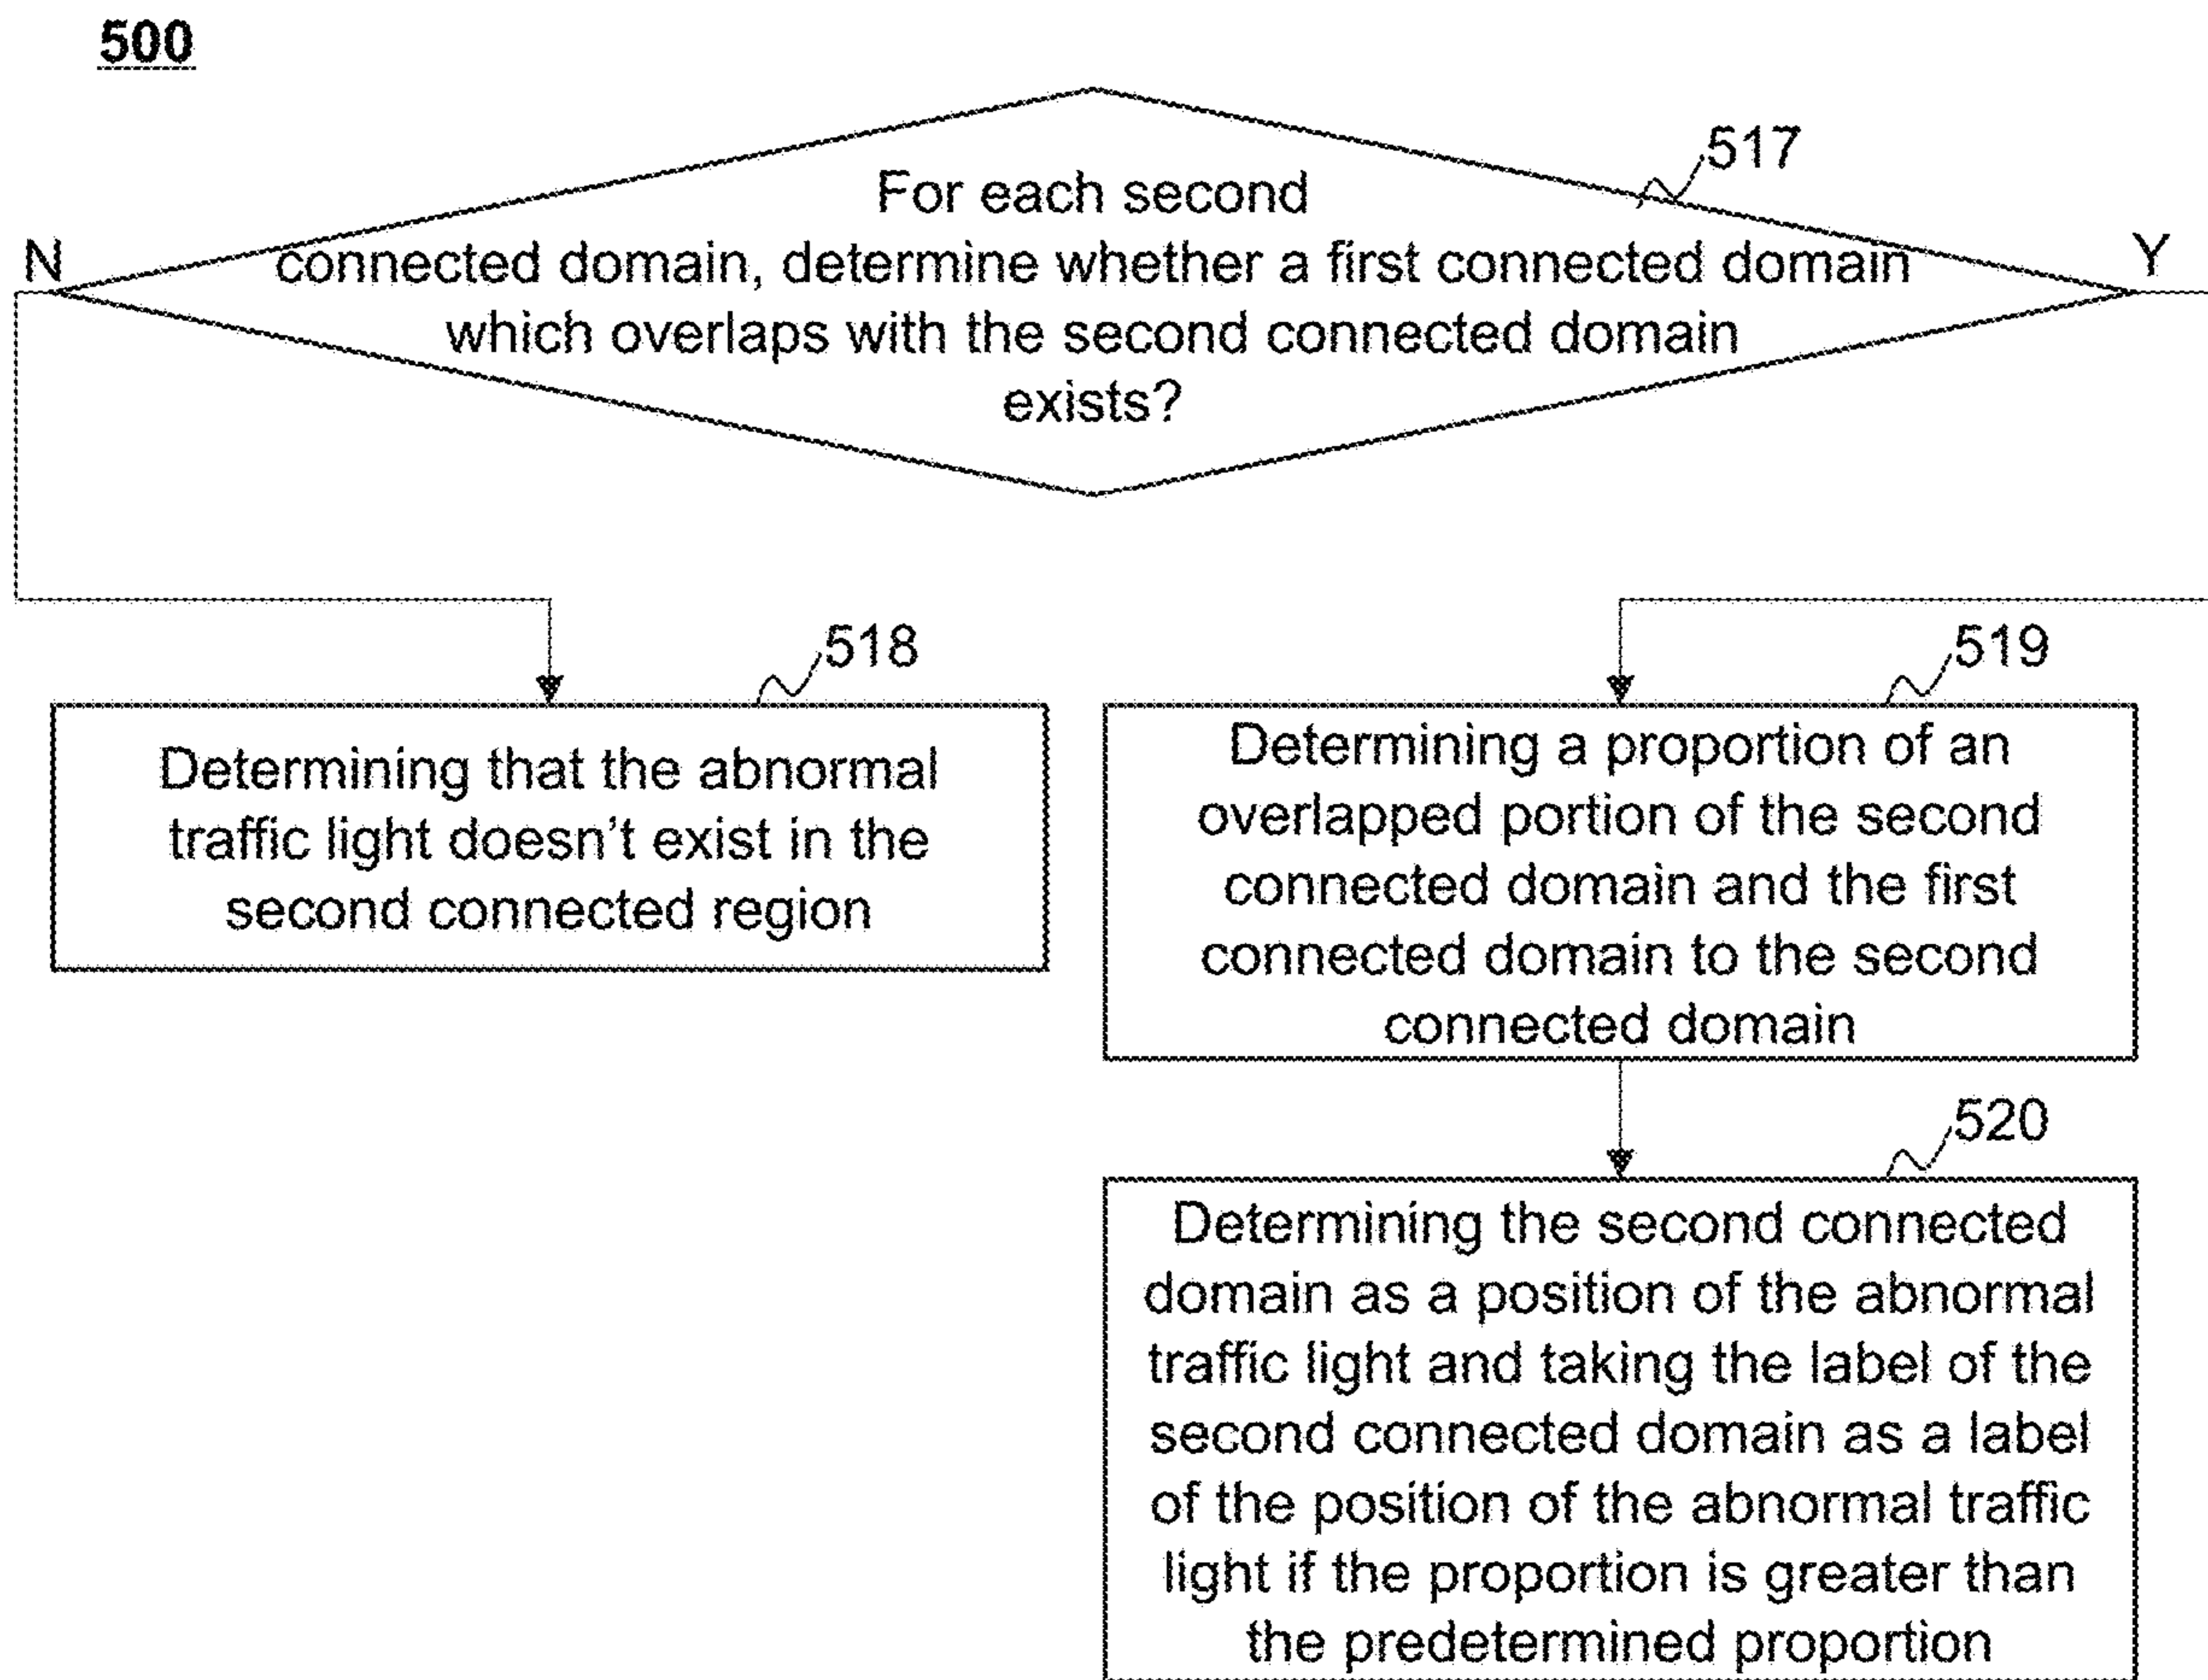 500
517
For each second
connected domain, determine whether a first connected domain
which overlaps with the second connected domain
exists?
N
Y
518
Determining that the abnormal
traffic light doesn't exist in the
second connected region
519
Determining a proportion of an
overlapped portion of the second
connected domain and the first
connected domain to the second
connected domain
520
Determining the second connected
domain as a position of the abnormal
traffic light and taking the label of the
second connected domain as a label
of the position of the abnormal traffic
light if the proportion is greater than
the predetermined proportion